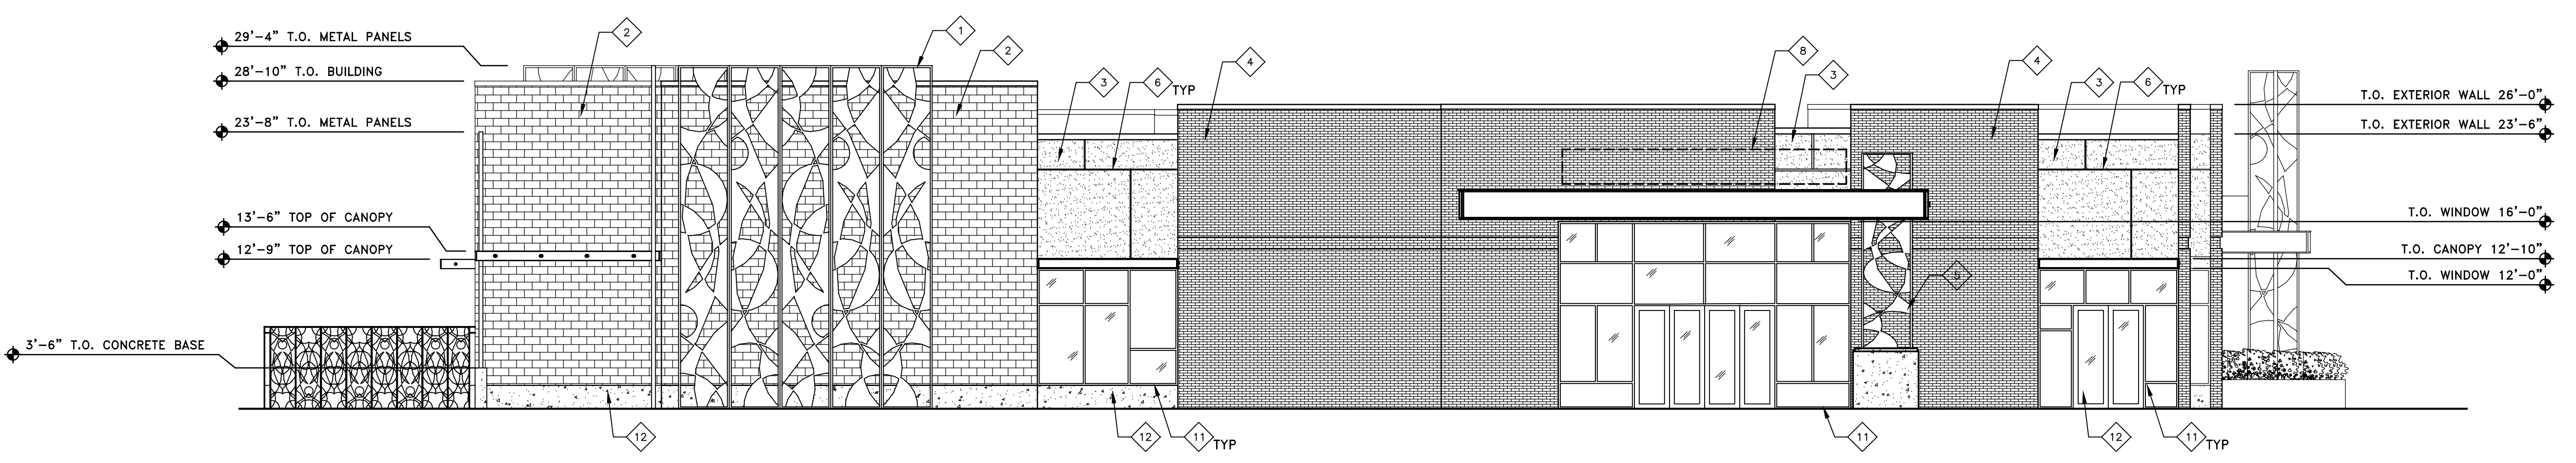 29'-4" T.O. METAL PANELS
28'-10" T.O. BUILDING
23'-8" T.O. METAL PANELS
13'-6" TOP OF CANOPY
12'-9" TOP OF CANOPY
3'-6" T.O. CONCRETE BASE
2
1
2
4
3
6 TYP
8
3
4
3
6 TYP
5
12
12
11 TYP
11
12
11 TYP
T.O. EXTERIOR WALL 26'-0"
T.O. EXTERIOR WALL 23'-6"
T.O. WINDOW 16'-0"
T.O. CANOPY 12'-10"
T.O. WINDOW 12'-0"